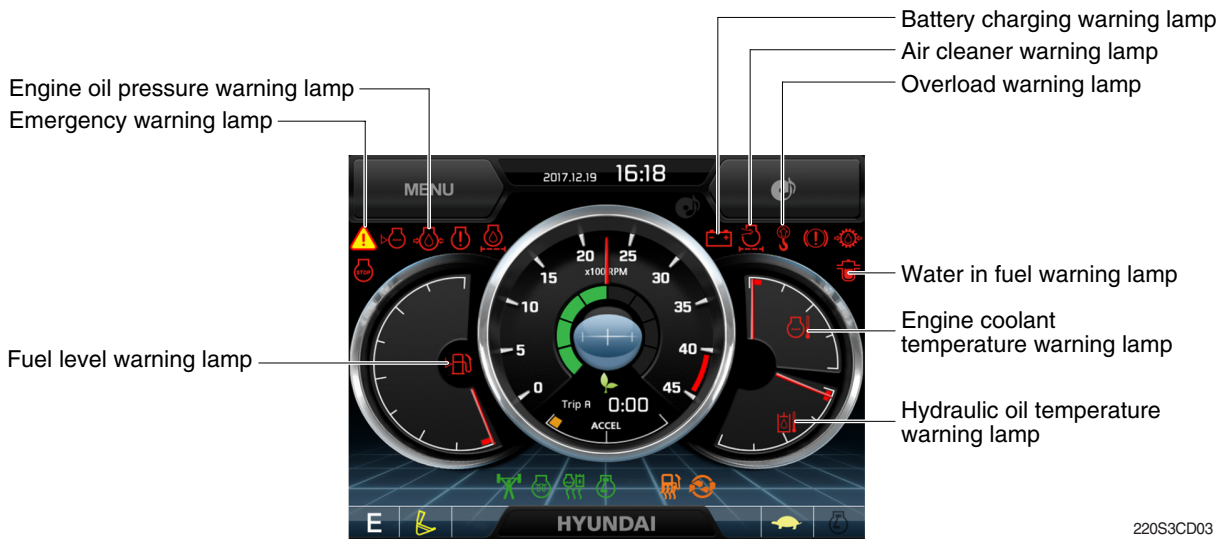 Battery charging warning lamp
Air cleaner warning lamp
Overload warning lamp
Engine oil pressure warning lamp
Emergency warning lamp
MENU
2017.12.19 16:18
STOP
20 25
x100 RPM
15 30
10 35
5 40
0 45
Trip A 0:00
ACCEL
Water in fuel warning lamp
Engine coolant
temperature warning lamp
Fuel level warning lamp
Hydraulic oil temperature
warning lamp
E
HYUNDAI
220S3CD03